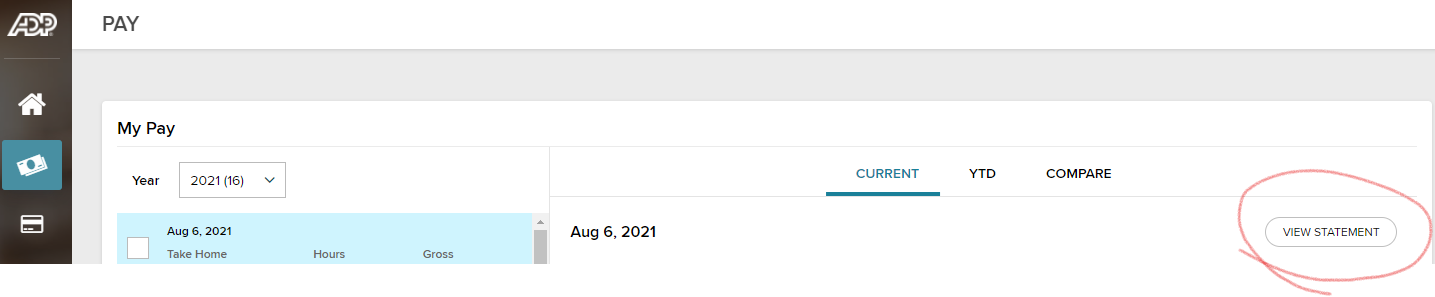 ADP
PAY
My Pay
Year 2021 (16)
CURRENT YTD COMPARE
Aug 6, 2021
Take Home Hours Gross
Aug 6, 2021 VIEW STATEMENT